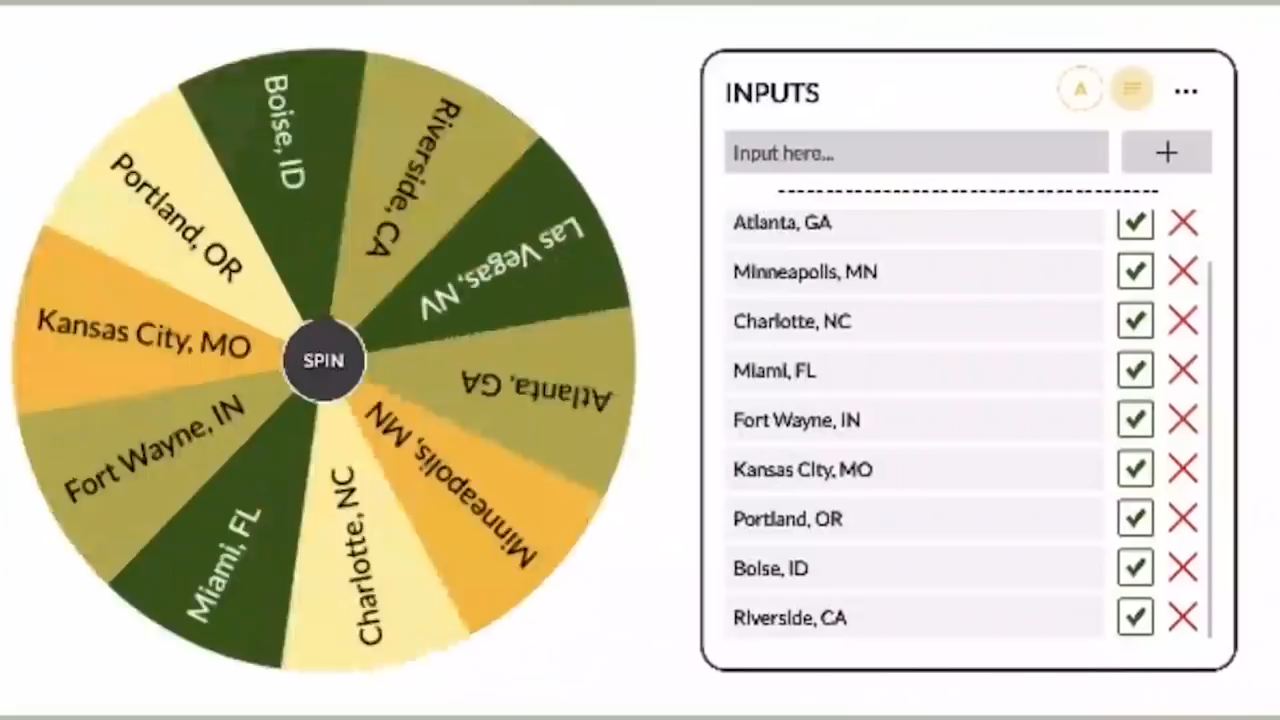 Boise, ID
Riverside, CA
Las Vegas, NV
Atlanta, GA
Minneapolis, MN
Charlotte, NC
Miami, FL
Fort Wayne, IN
Kansas City, MO
Portland, OR
SPIN
INPUTS
A
...
Input here...
+
Atlanta, GA
Minneapolis, MN
Charlotte, NC
Miami, FL
Fort Wayne, IN
Kansas City, MO
Portland, OR
Boise, ID
Riverside, CA